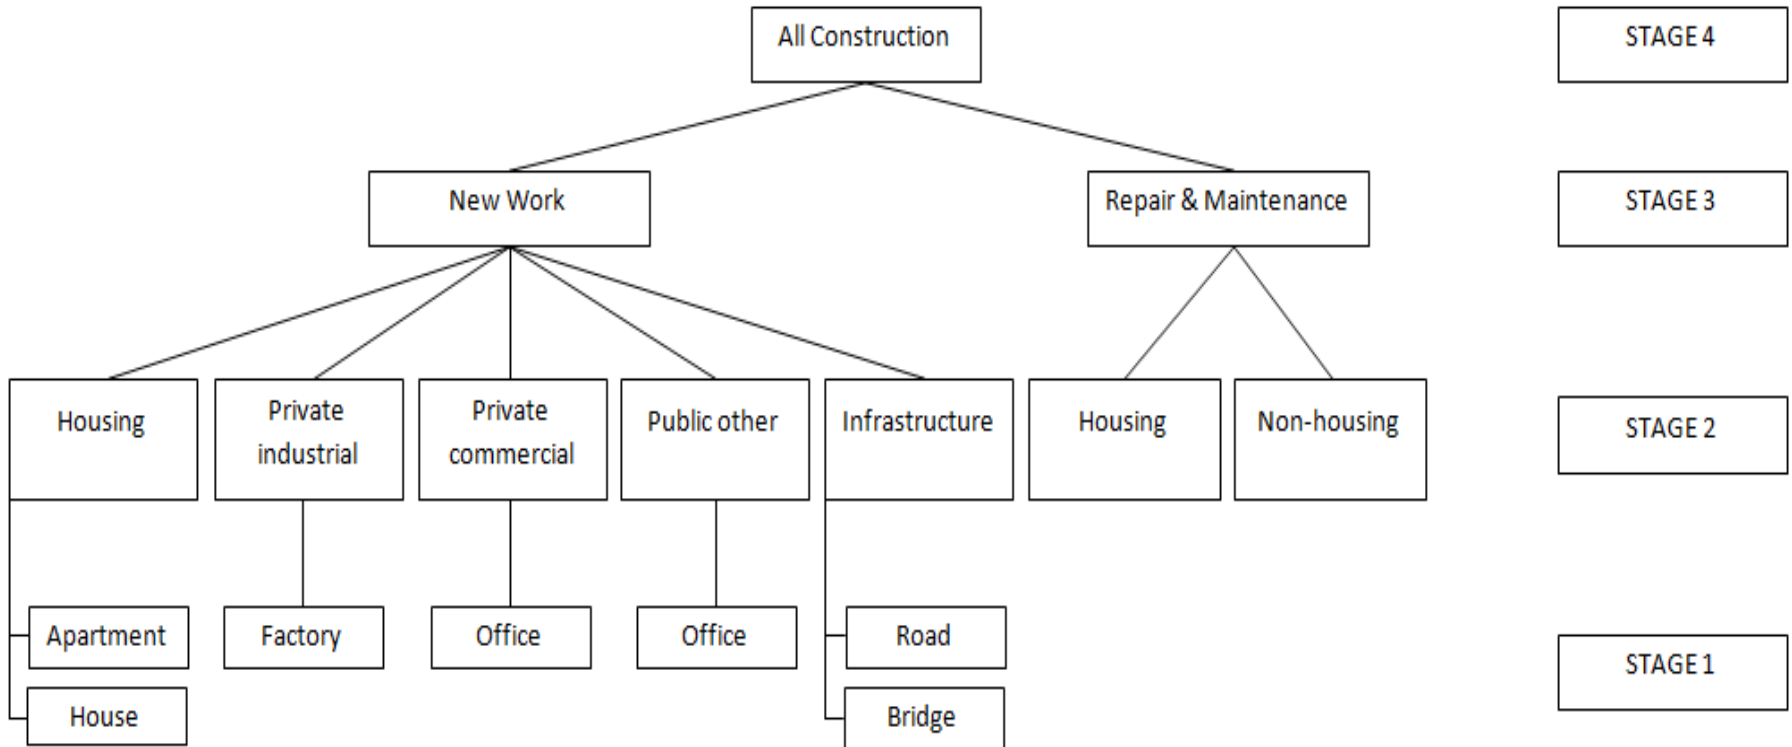 All Construction
STAGE 4
New Work
Repair & Maintenance
STAGE 3
Housing
Private
industrial
Private
commercial
Public other
Infrastructure
Housing
Non-housing
STAGE 2
Apartment
Factory
Office
Office
Road
STAGE 1
House
Bridge